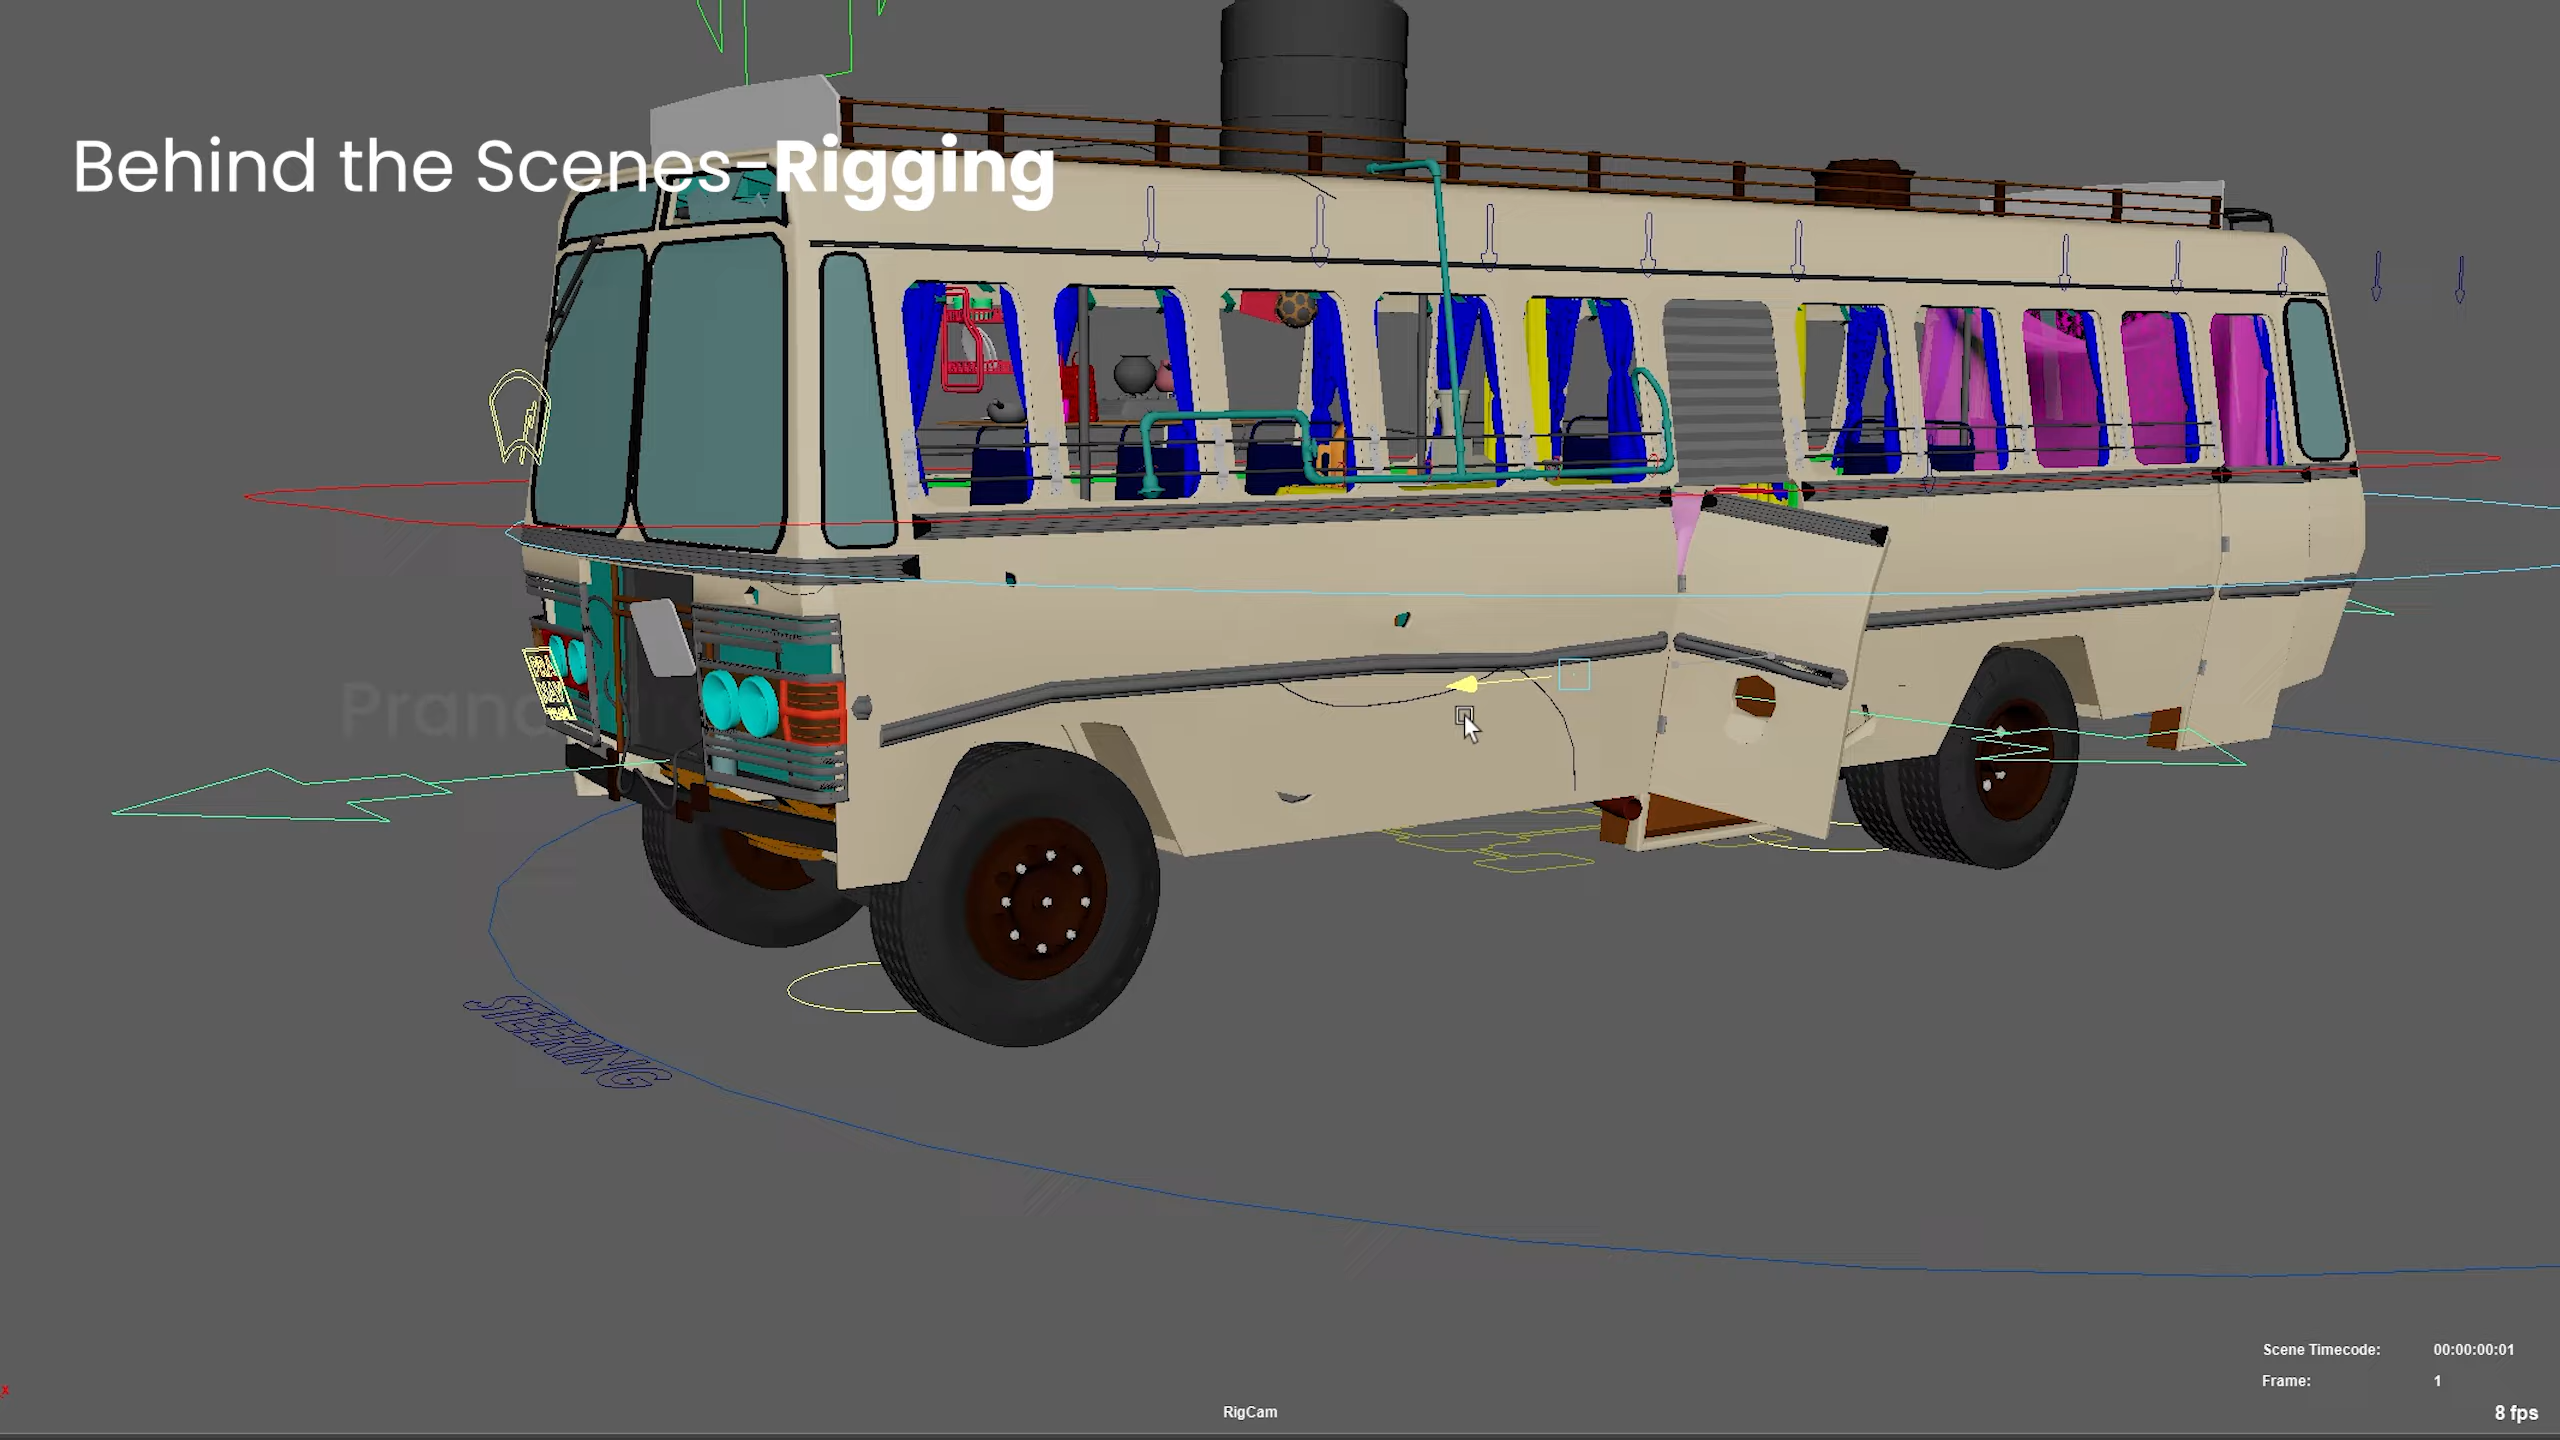 Behind the Scenes-Rigging
STEERING
Scene Timecode: 00:00:00:01
Frame: 1
RigCam
8 fps
x